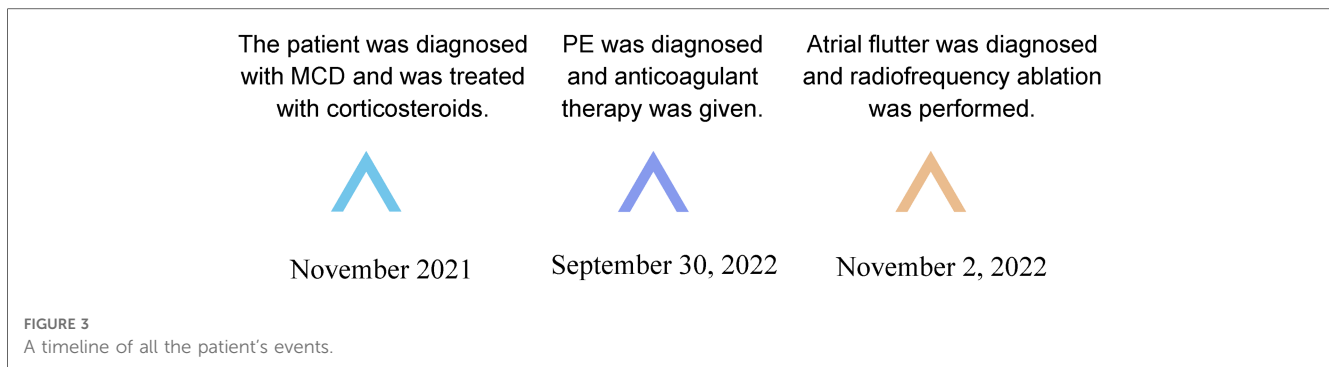 The patient was diagnosed
with MCD and was treated
with corticosteroids.
PE was diagnosed
and anticoagulant
therapy was given.
Atrial flutter was diagnosed
and radiofrequency ablation
was performed.
November 2021
September 30, 2022
November 2, 2022
FIGURE 3
A timeline of all the patient's events.